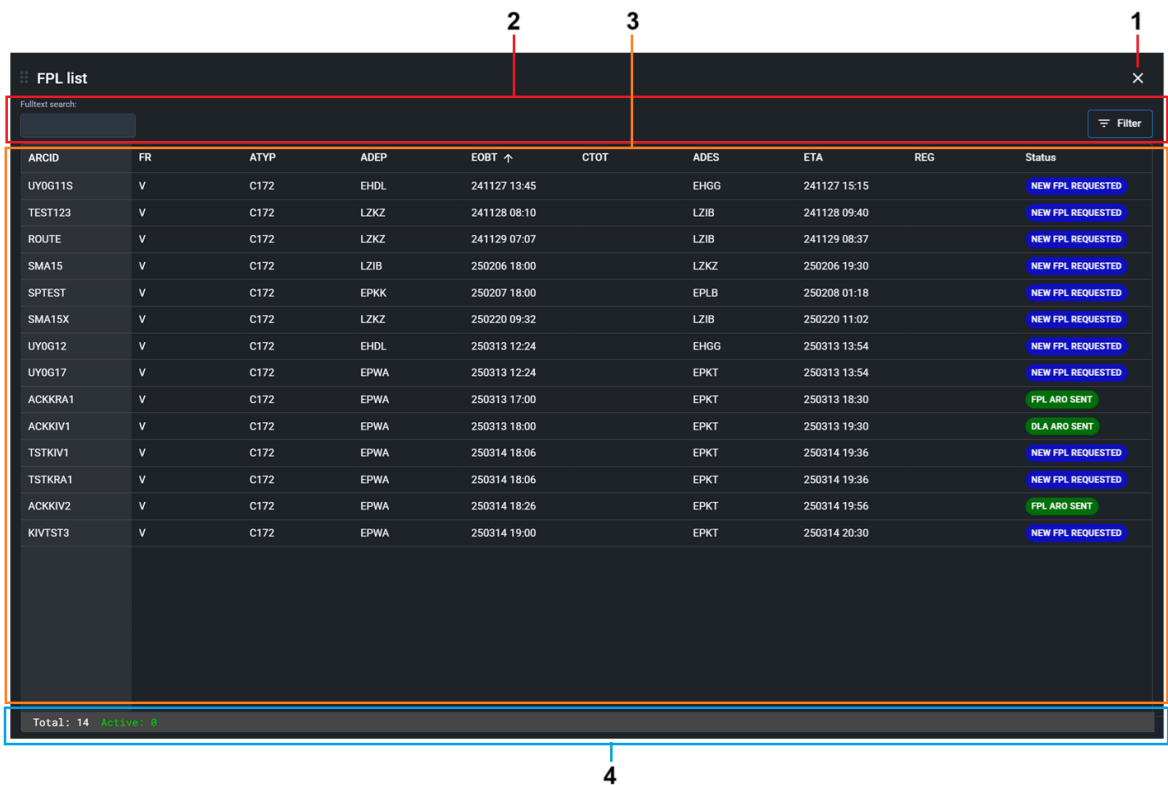 2 3 1
FPL list
Fulltext search:
Filter
ARCID FR ATYP ADEP EOBT CTOT ADES ETA REG Status
UY0G11S V C172 EHDL 241127 13:45 EHGG 241127 15:15 NEW FPL REQUESTED
TEST123 V C172 LZKZ 241128 08:10 LZIB 241128 09:40 NEW FPL REQUESTED
ROUTE V C172 LZKZ 241129 07:07 LZIB 241129 08:37 NEW FPL REQUESTED
SMA15 V C172 LZIB 250206 18:00 LZKZ 250206 19:30 NEW FPL REQUESTED
SPTEST V C172 EPKK 250207 18:00 EPLB 250208 01:18 NEW FPL REQUESTED
SMA15X V C172 LZKZ 250220 09:32 LZIB 250220 11:02 NEW FPL REQUESTED
UY0G12 V C172 EHDL 250313 12:24 EHGG 250313 13:54 NEW FPL REQUESTED
UY0G17 V C172 EPWA 250313 12:24 EPKT 250313 13:54 NEW FPL REQUESTED
ACKKRA1 V C172 EPWA 250313 17:00 EPKT 250313 18:30 FPL ARO SENT
ACKKIV1 V C172 EPWA 250313 18:00 EPKT 250313 19:30 DLA ARO SENT
TSTKIV1 V C172 EPWA 250314 18:06 EPKT 250314 19:36 NEW FPL REQUESTED
TSTKRA1 V C172 EPWA 250314 18:06 EPKT 250314 19:36 NEW FPL REQUESTED
ACKKIV2 V C172 EPWA 250314 18:26 EPKT 250314 19:56 FPL ARO SENT
KIVTST3 V C172 EPWA 250314 19:00 EPKT 250314 20:30 NEW FPL REQUESTED
Total: 14 Active: 0
4